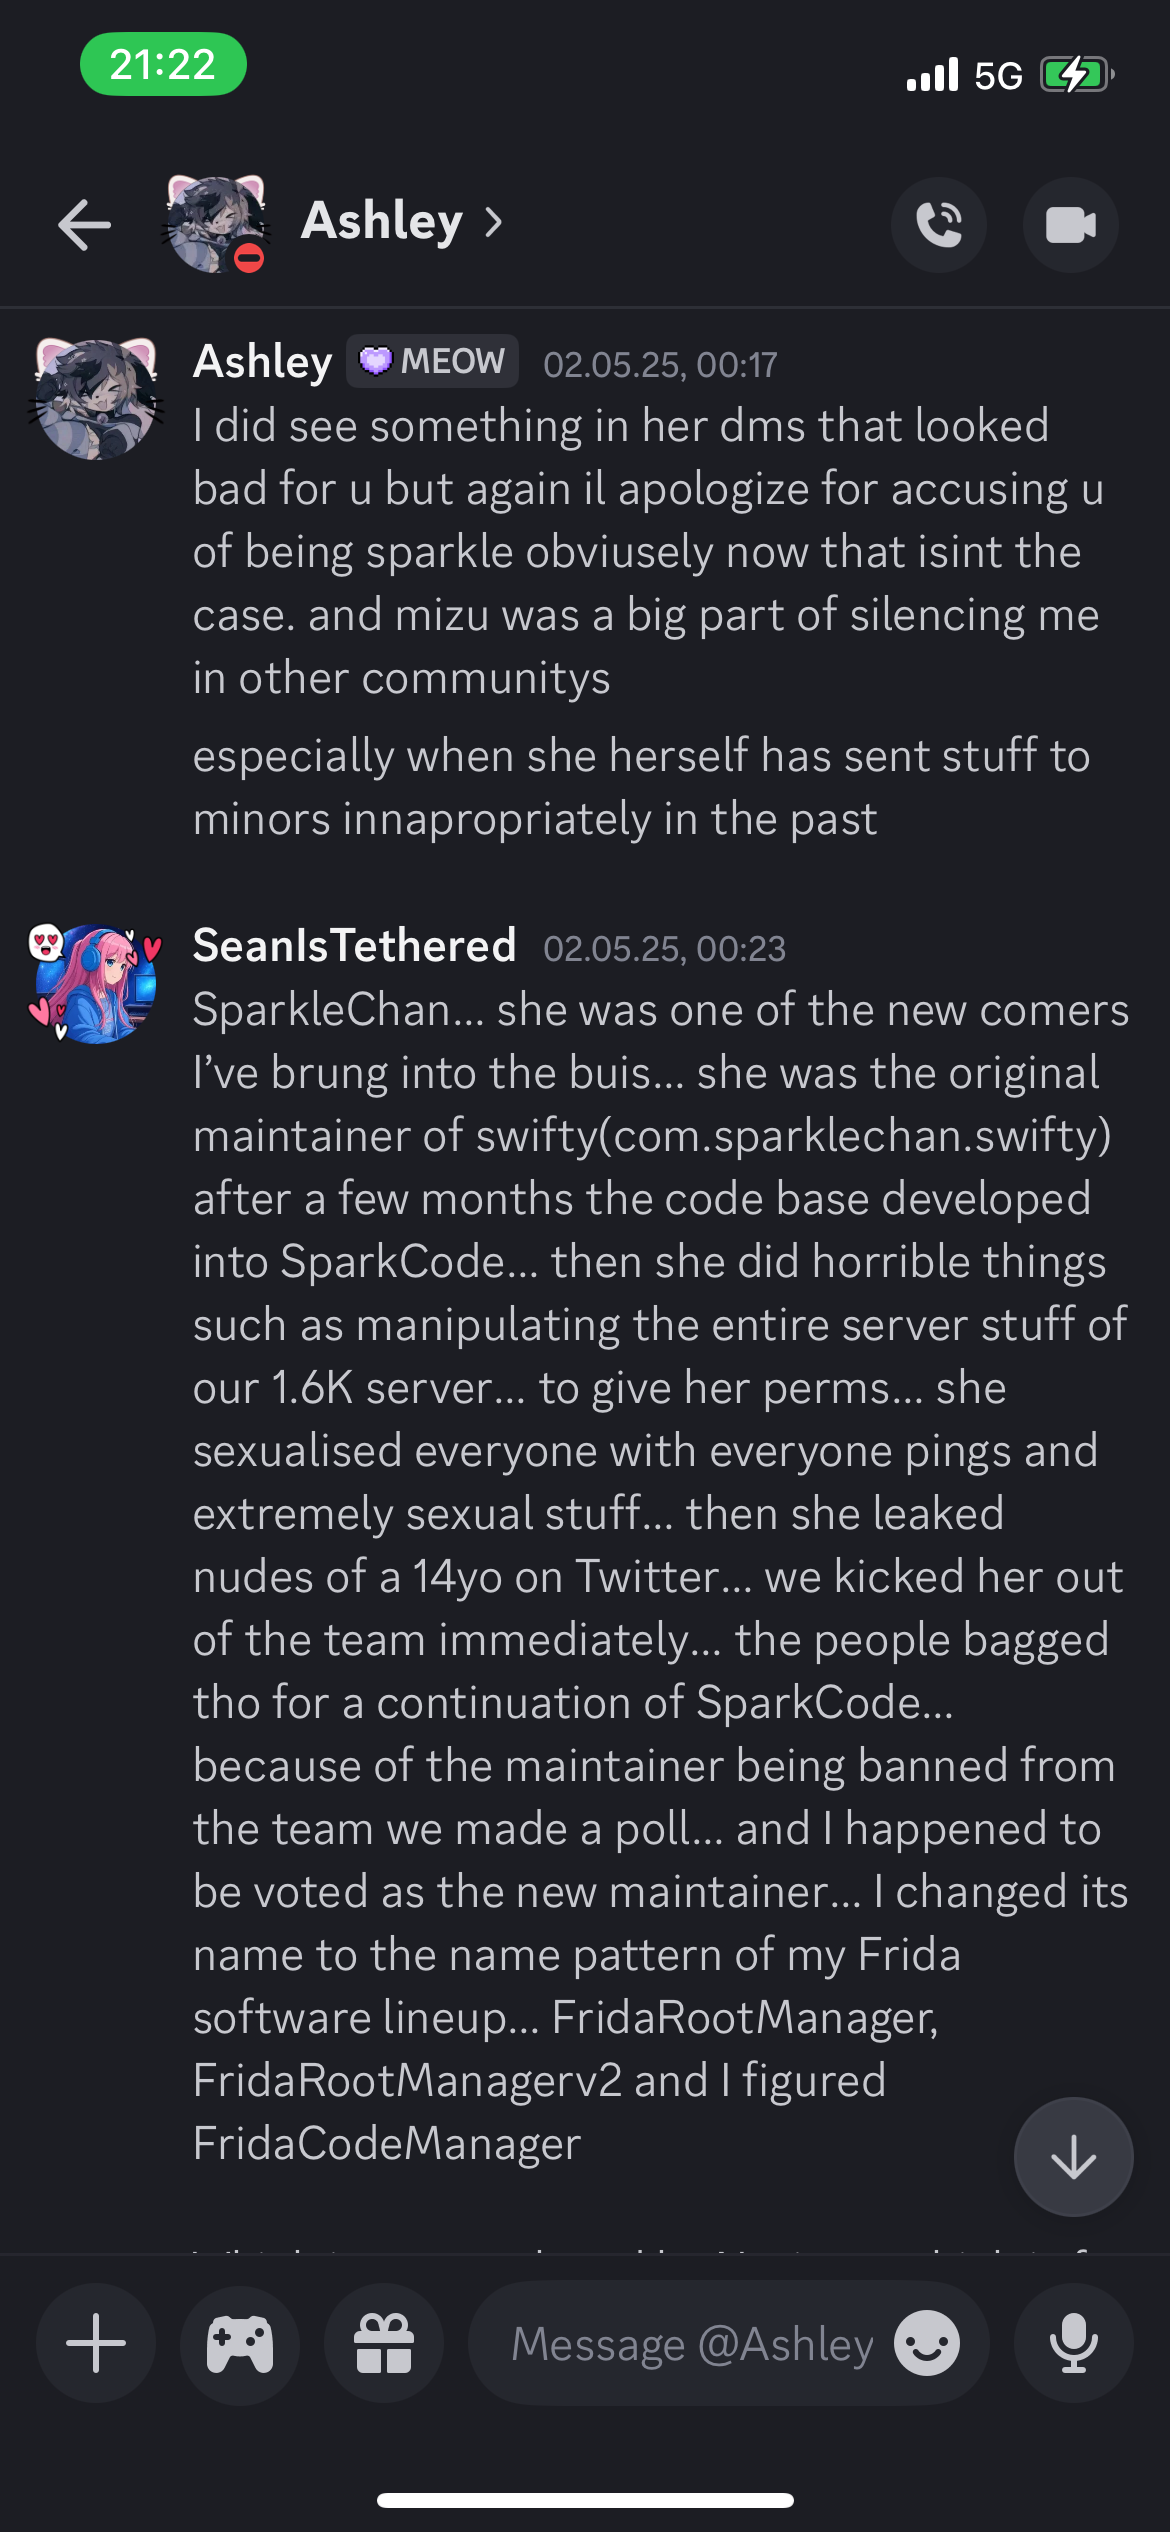 21:22
5G
Ashley
Ashley MEOW 02.05.25, 00:17
I did see something in her dms that looked
bad for u but again il apologize for accusing u
of being sparkle obviusely now that isint the
case. and mizu was a big part of silencing me
in other communitys
especially when she herself has sent stuff to
minors innapropriately in the past
SeanIsTethered 02.05.25, 00:23
SparkleChan... she was one of the new comers
I’ve brung into the buis... she was the original
maintainer of swifty(com.sparklechan.swifty)
after a few months the code base developed
into SparkCode... then she did horrible things
such as manipulating the entire server stuff of
our 1.6K server... to give her perms... she
sexualised everyone with everyone pings and
extremely sexual stuff... then she leaked
nudes of a 14yo on Twitter... we kicked her out
of the team immediately... the people bagged
tho for a continuation of SparkCode...
because of the maintainer being banned from
the team we made a poll... and I happened to
be voted as the new maintainer... I changed its
name to the name pattern of my Frida
software lineup... FridaRootManager,
FridaRootManagerv2 and I figured
FridaCodeManager
Message @Ashley